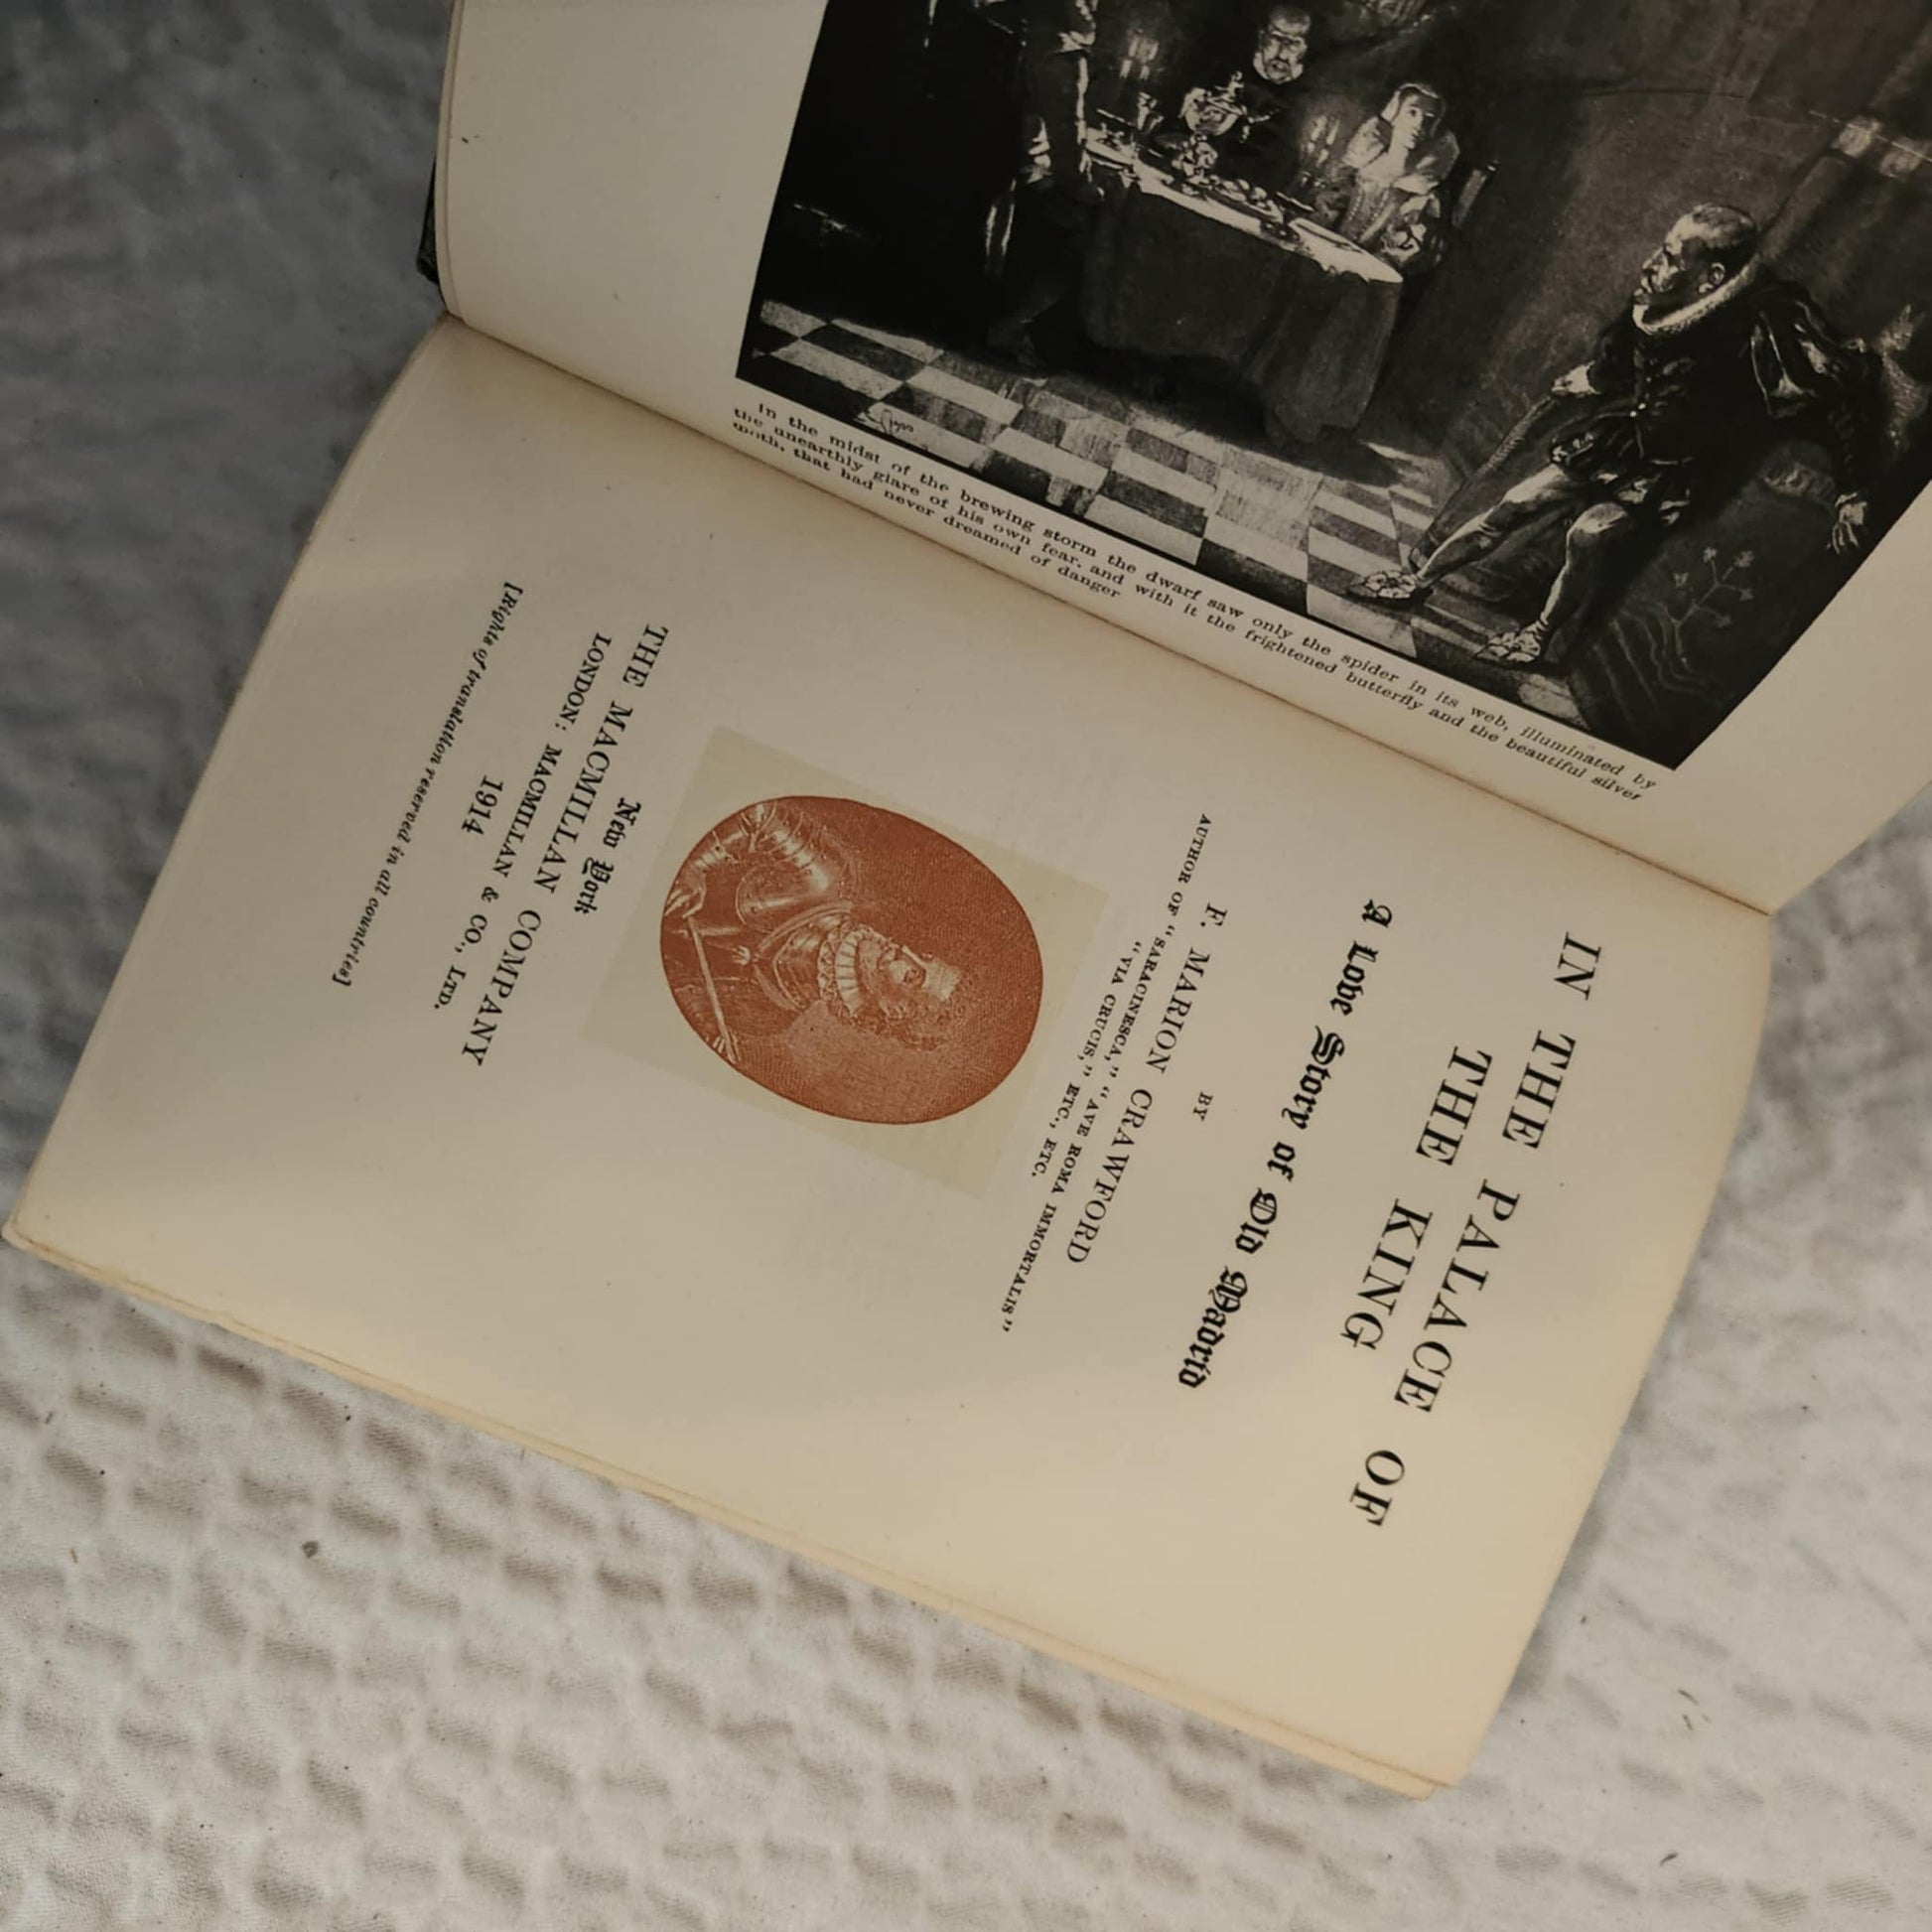 In the midst of the brewing storm the dwarf saw only the spider in its web, illuminated by
the unearthly glare of his own fear, and with it the frightened butterfly and the beautiful silver
moth, that had never dreamed of danger
1900
IN THE PALACE OF
THE KING
A Love Story of Old Madrid
BY
F. MARION CRAWFORD
AUTHOR OF “SARACINESCA,” “AVE ROMA IMMORTALIS”
“VIA CRUCIS,” ETC., ETC.
New York
THE MACMILLAN COMPANY
LONDON: MACMILLAN & CO., LTD.
1914
[Rights of translation reserved in all countries]